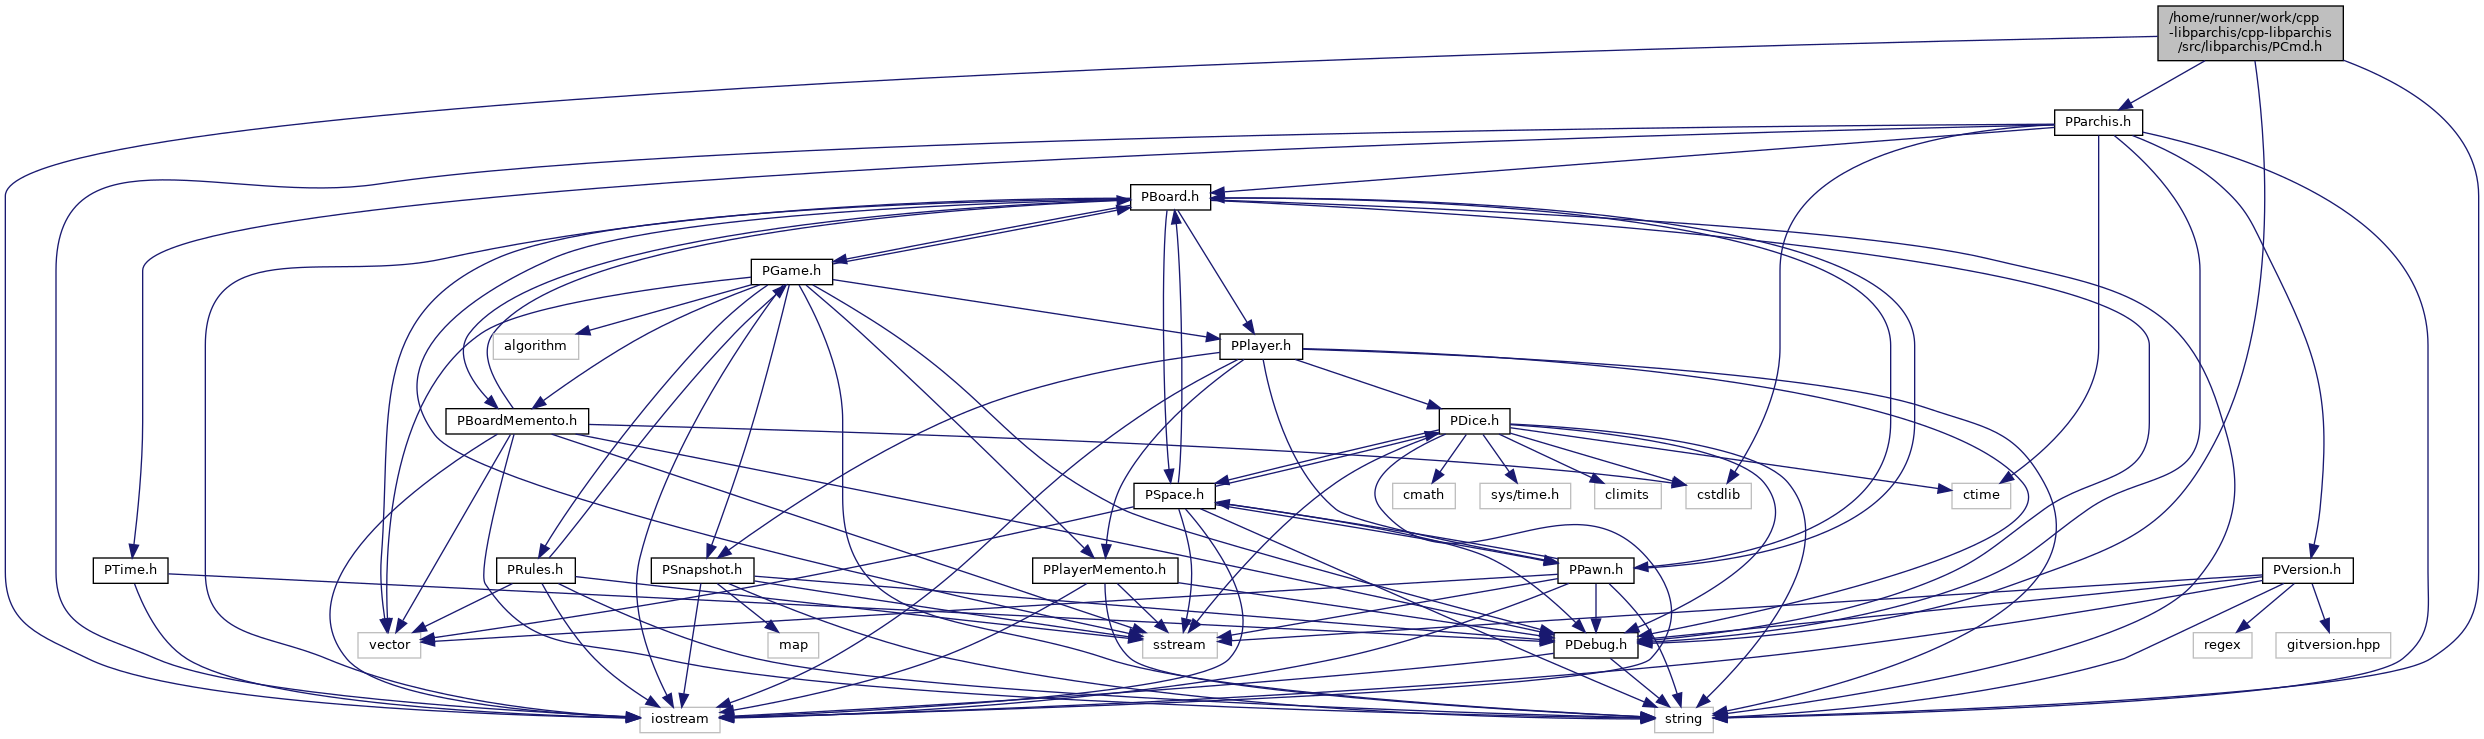 /home/runner/work/cpp
-libparchis/cpp-libparchis
/src/libparchis/PCmd.h
PParchis.h
PBoard.h
PGame.h
algorithm
PPlayer.h
PBoardMemento.h
PDice.h
PSpace.h
cmath
sys/time.h
climits
cstdlib
ctime
PTime.h
PRules.h
PSnapshot.h
PPlayerMemento.h
PPawn.h
PVersion.h
vector
map
sstream
PDebug.h
regex
gitversion.hpp
iostream
string